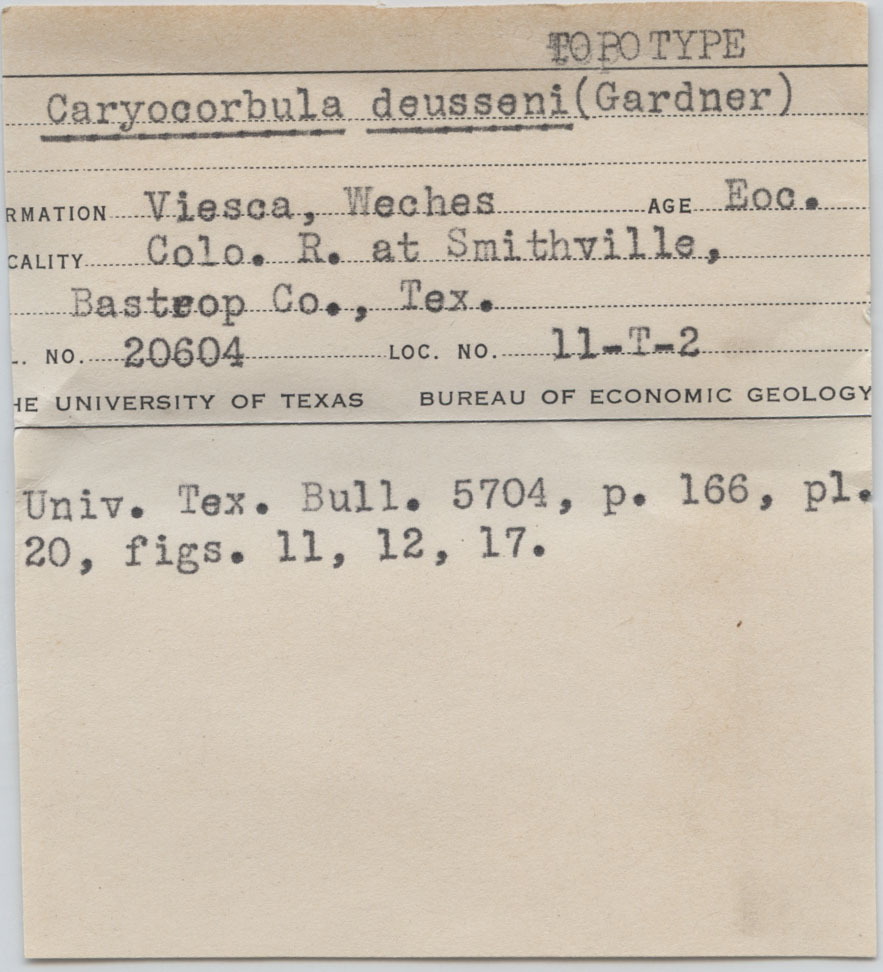 TOPOTYPE
Caryocorbula deusseni(Gardner)
RMATION Viesca, Weches AGE Eoc.
CALITY Colo. R. at Smithville,
Bastrop Co., Tex.
. NO. 20604 LOC. NO. 11-T-2
HE UNIVERSITY OF TEXAS BUREAU OF ECONOMIC GEOLOGY
Univ. Tex. Bull. 5704, p. 166, pl.
20, figs. 11, 12, 17.